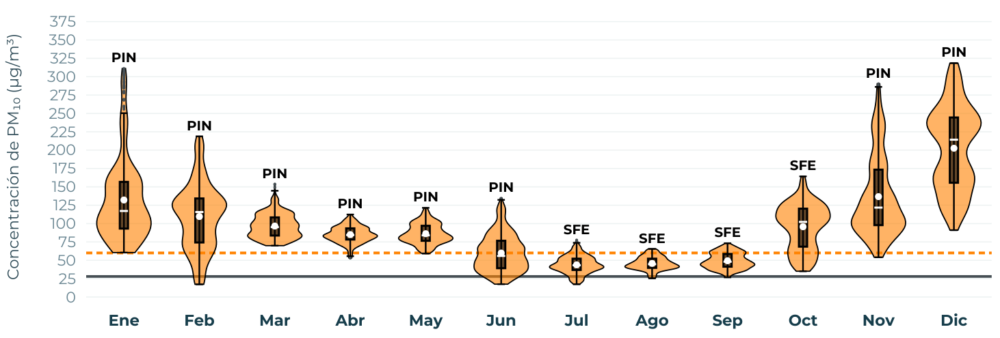 Concentración de PM₁₀ (µg/m³)
375
350
325
300
275
250
225
200
175
150
125
100
75
50
25
0
PIN
PIN
PIN
PIN
PIN
PIN
SFE
SFE
SFE
SFE
PIN
PIN
Ene Feb Mar Abr May Jun Jul Ago Sep Oct Nov Dic